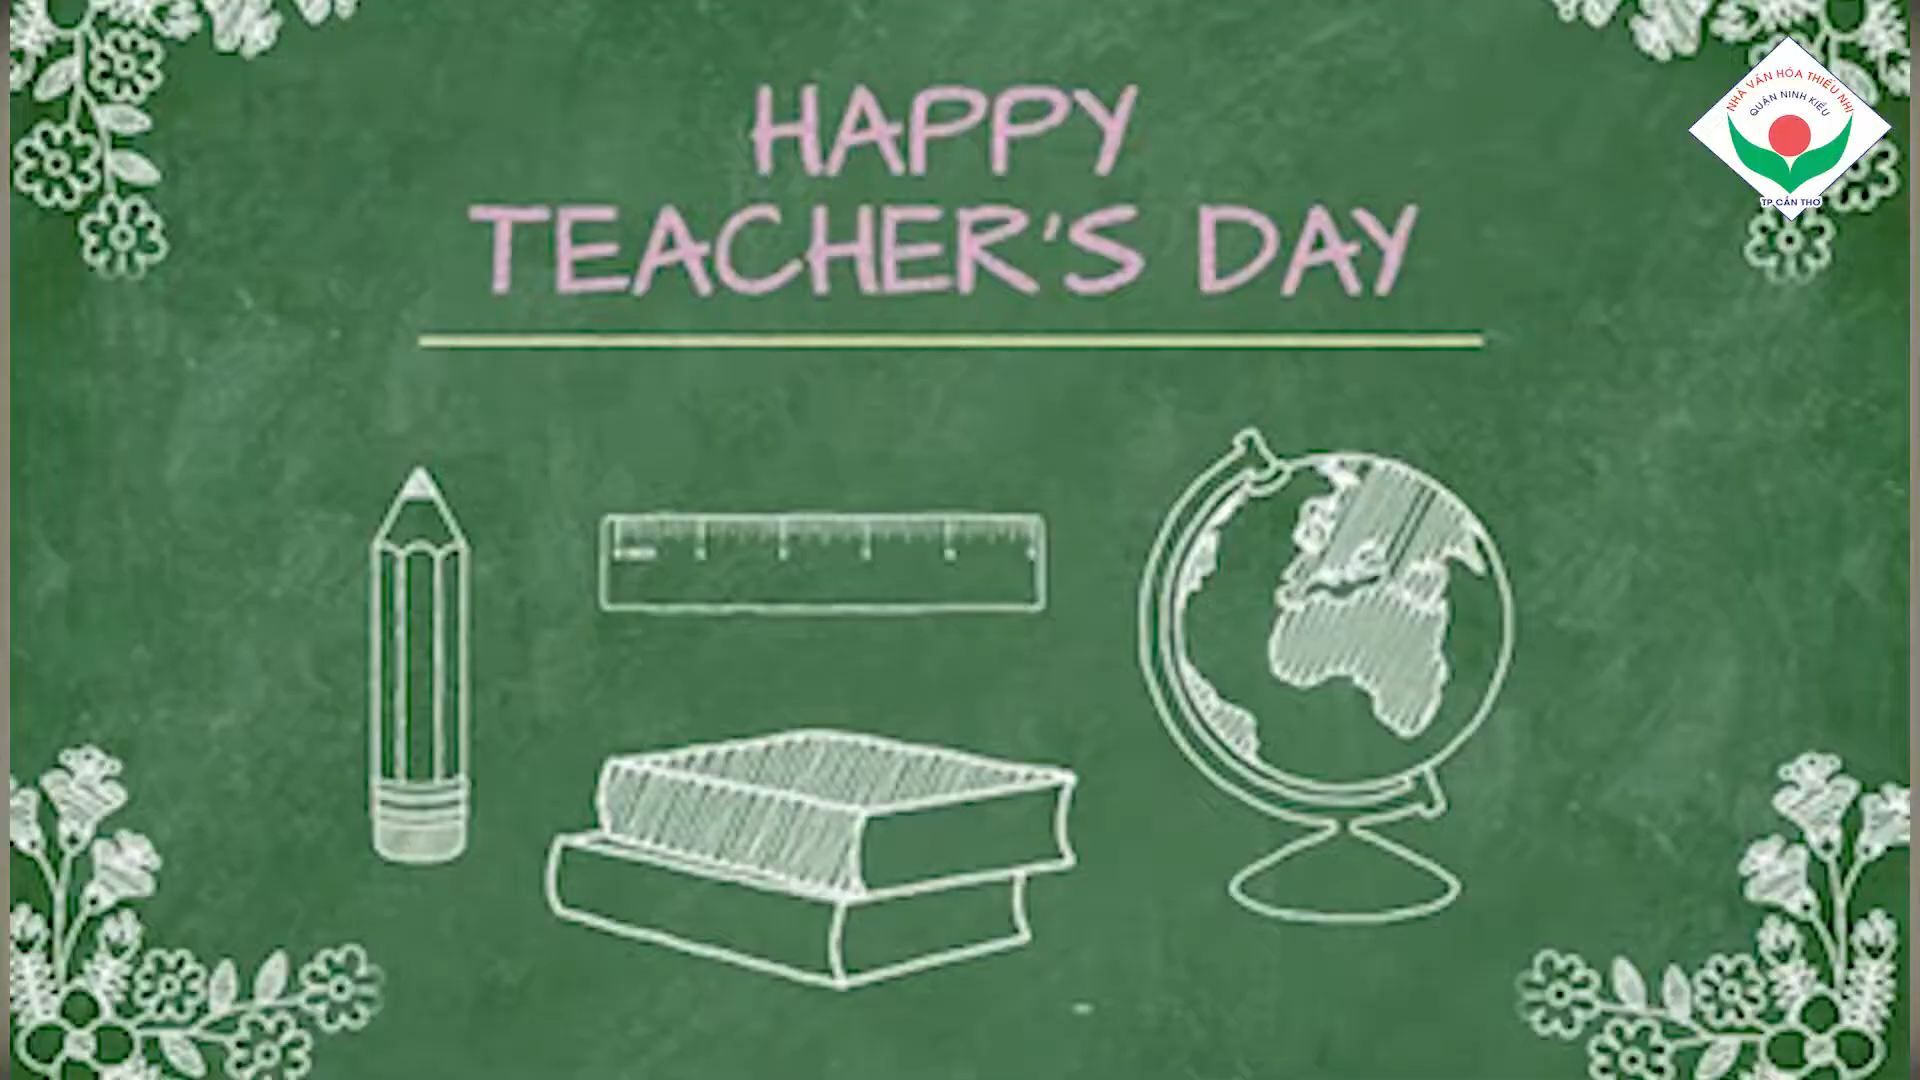 HAPPY
TEACHER'S DAY
NHÀ VĂN HÓA THIẾU NHI
QUẬN NINH KIỀU
TP CẦN THƠ